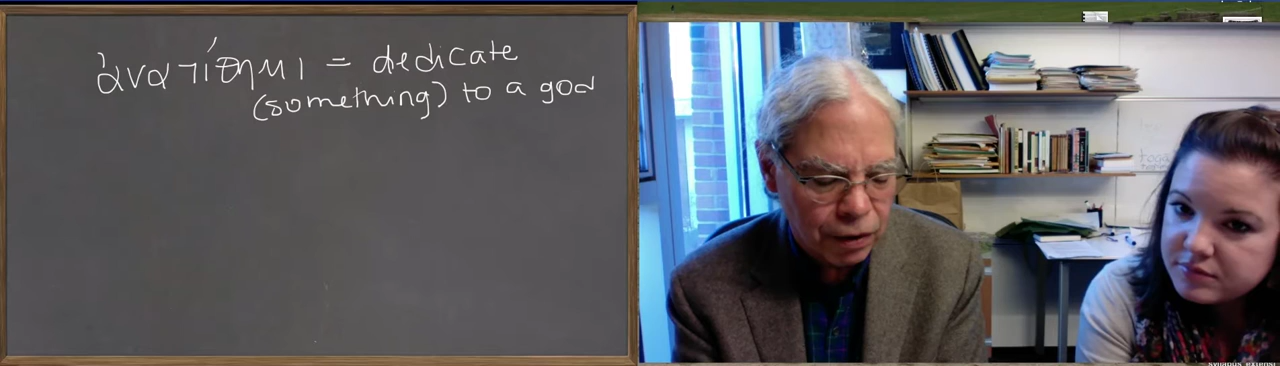 ἀνατίθημι = dedicate
(something) to a god